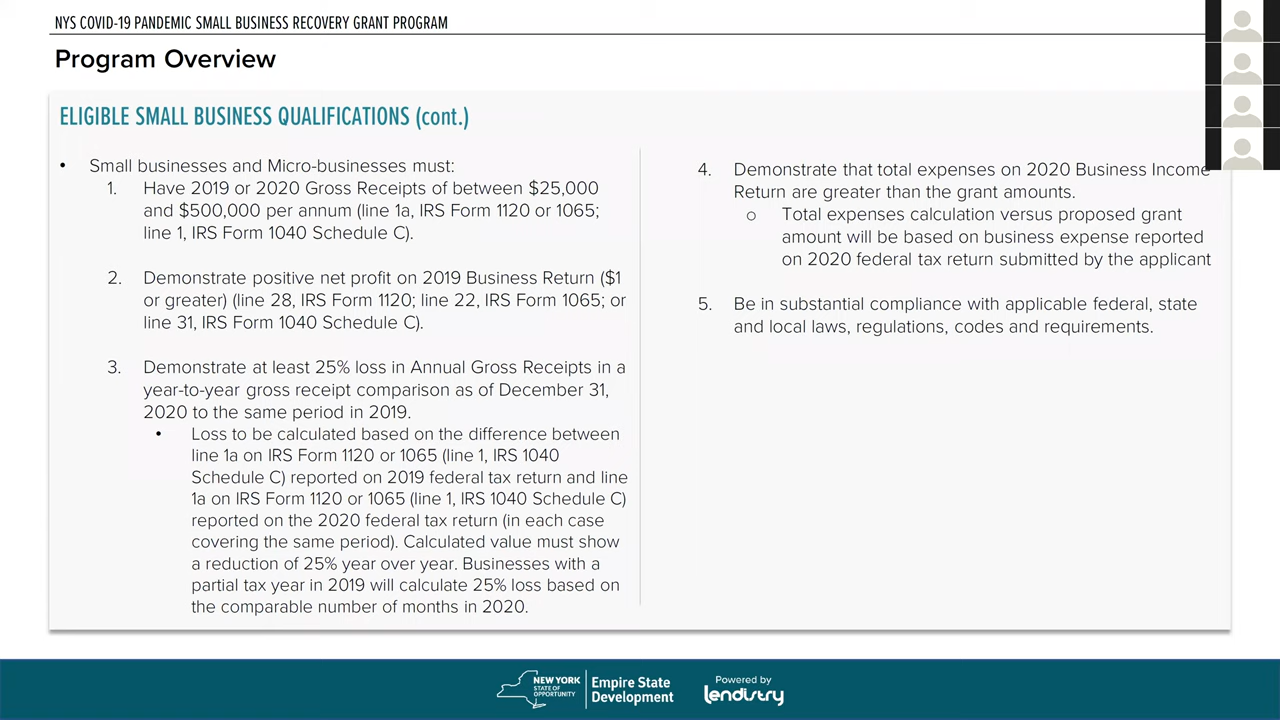 NYS COVID-19 PANDEMIC SMALL BUSINESS RECOVERY GRANT PROGRAM
Program Overview
ELIGIBLE SMALL BUSINESS QUALIFICATIONS (cont.)
• Small businesses and Micro-businesses must:
1. Have 2019 or 2020 Gross Receipts of between $25,000
and $500,000 per annum (line 1a, IRS Form 1120 or 1065;
line 1, IRS Form 1040 Schedule C).
2. Demonstrate positive net profit on 2019 Business Return ($1
or greater) (line 28, IRS Form 1120; line 22, IRS Form 1065; or
line 31, IRS Form 1040 Schedule C).
3. Demonstrate at least 25% loss in Annual Gross Receipts in a
year-to-year gross receipt comparison as of December 31,
2020 to the same period in 2019.
• Loss to be calculated based on the difference between
line 1a on IRS Form 1120 or 1065 (line 1, IRS 1040
Schedule C) reported on 2019 federal tax return and line
1a on IRS Form 1120 or 1065 (line 1, IRS 1040 Schedule C)
reported on the 2020 federal tax return (in each case
covering the same period). Calculated value must show
a reduction of 25% year over year. Businesses with a
partial tax year in 2019 will calculate 25% loss based on
the comparable number of months in 2020.
4. Demonstrate that total expenses on 2020 Business Income
Return are greater than the grant amounts.
o Total expenses calculation versus proposed grant
amount will be based on business expense reported
on 2020 federal tax return submitted by the applicant
5. Be in substantial compliance with applicable federal, state
and local laws, regulations, codes and requirements.
NEW YORK
STATE OF
OPPORTUNITY
Empire State
Development
Powered by
lendistry